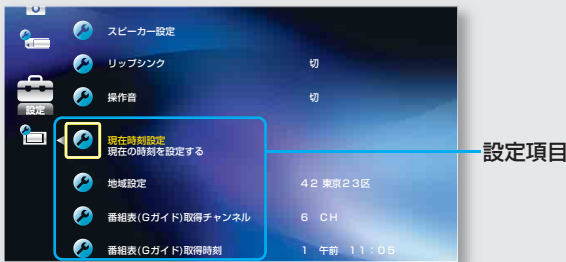 スピーカー設定
リップシンク 切
操作音 切
設定
現在時刻設定
現在の時刻を設定する
設定項目
地域設定 42 東京23区
番組表(Gガイド)取得チャンネル 6 CH
番組表(Gガイド)取得時刻 1 午前 11:05